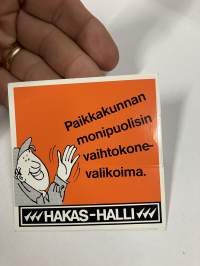 Paikkakunnan
monipuolisin
vaihtokone-
valikoima.
HAKAS-HALLI